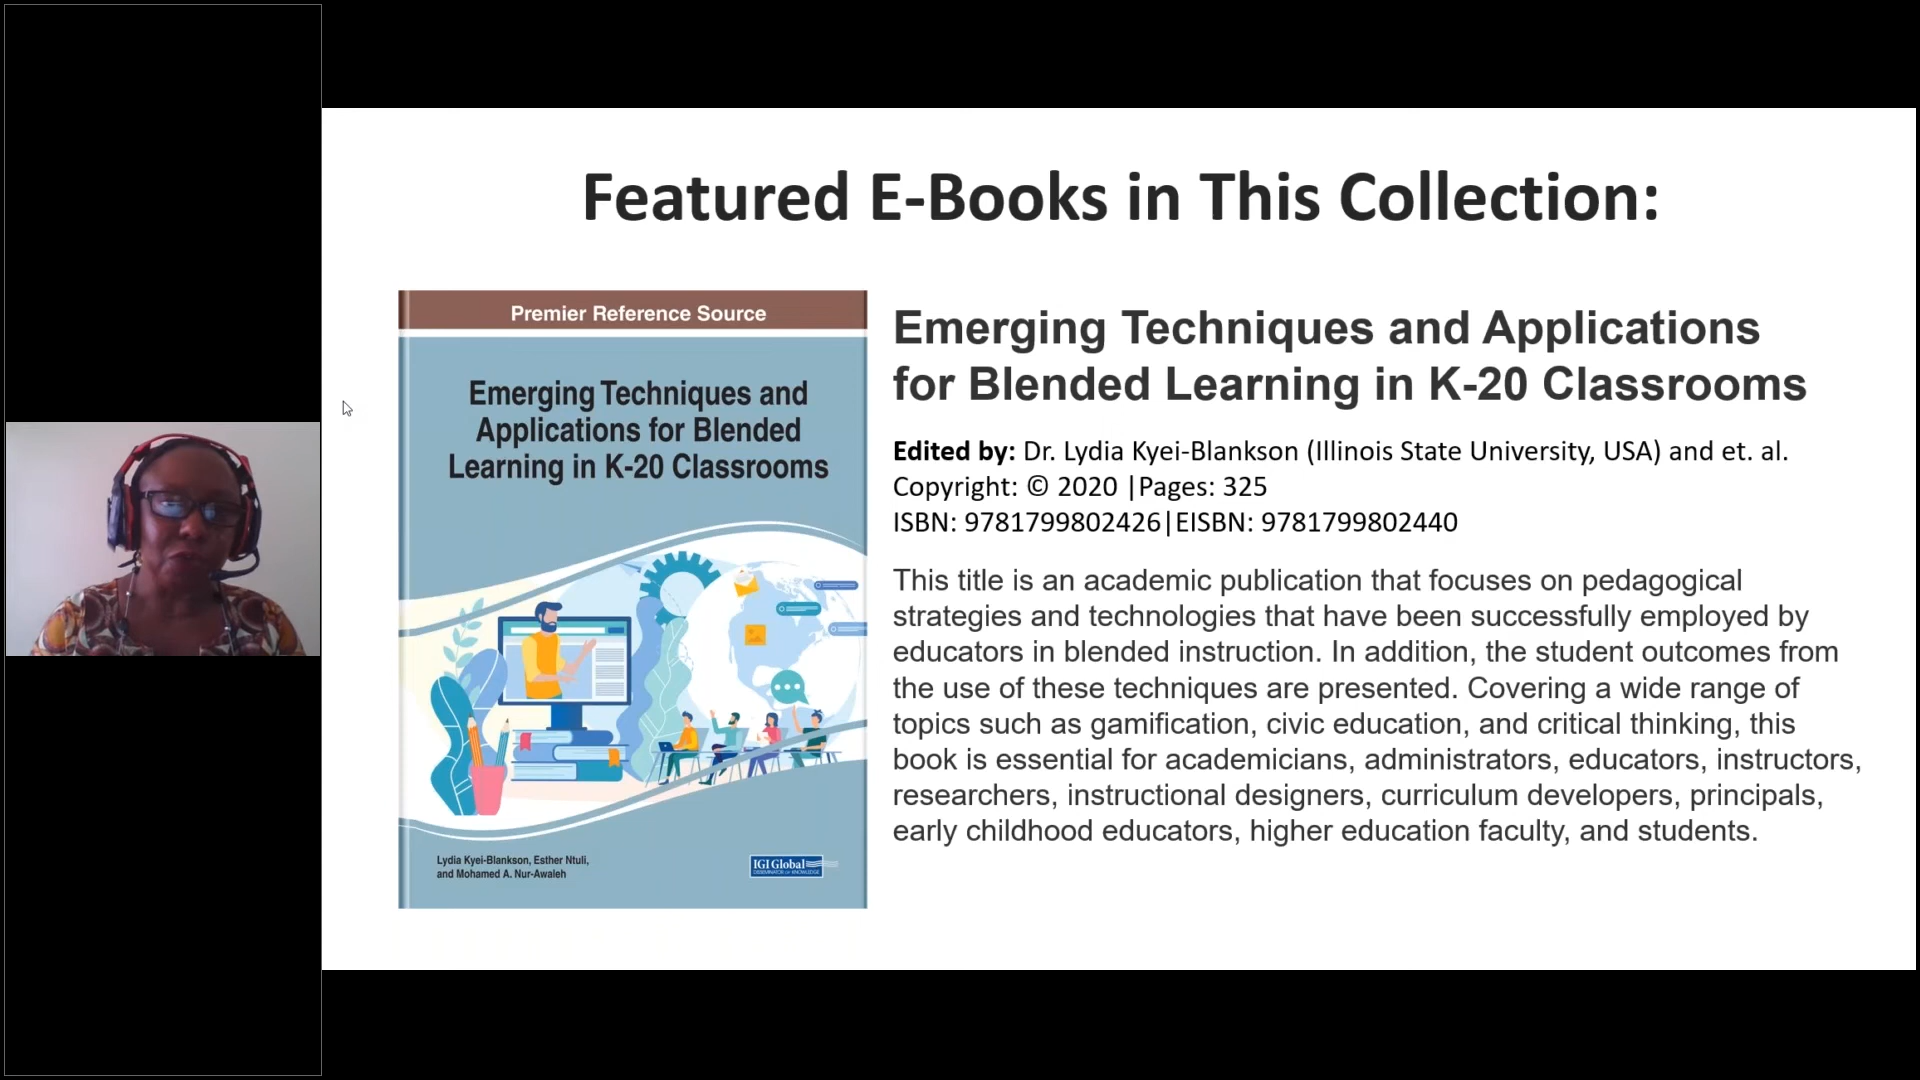 Featured E-Books in This Collection:
Premier Reference Source
Emerging Techniques and
Applications for Blended
Learning in K-20 Classrooms
Lydia Kyei-Blankson, Esther Ntuli,
and Mohamed A. Nur-Awaleh
IGI Global
DISSEMINATOR OF KNOWLEDGE
Emerging Techniques and Applications
for Blended Learning in K-20 Classrooms
Edited by: Dr. Lydia Kyei-Blankson (Illinois State University, USA) and et. al.
Copyright: © 2020 |Pages: 325
ISBN: 9781799802426|EISBN: 9781799802440
This title is an academic publication that focuses on pedagogical
strategies and technologies that have been successfully employed by
educators in blended instruction. In addition, the student outcomes from
the use of these techniques are presented. Covering a wide range of
topics such as gamification, civic education, and critical thinking, this
book is essential for academicians, administrators, educators, instructors,
researchers, instructional designers, curriculum developers, principals,
early childhood educators, higher education faculty, and students.